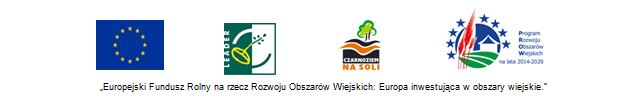 LEADER
CZARNOZIEM
NA SOLI
Program
Rozwoju
Obszarów
Wiejskich
na lata 2014-2020
„Europejski Fundusz Rolny na rzecz Rozwoju Obszarów Wiejskich: Europa inwestująca w obszary wiejskie.”